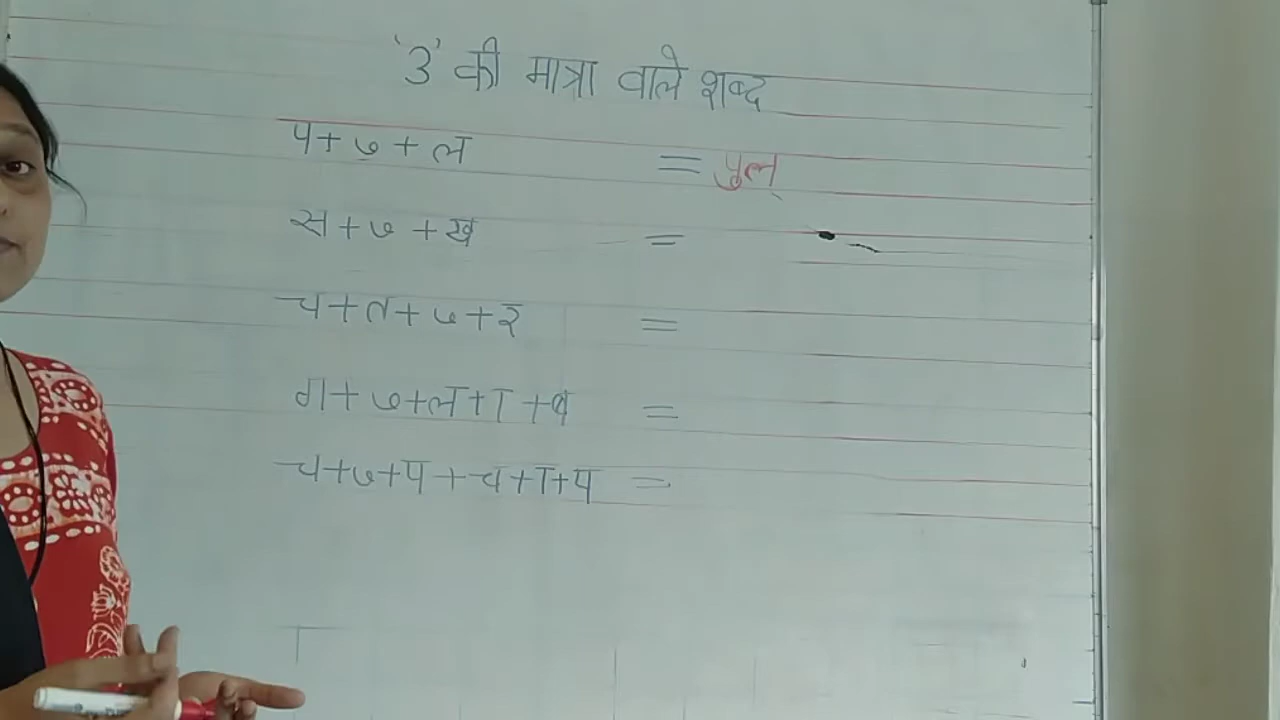 'उ' की मात्रा वाले शब्द
प + ु + ल = पुल्
स + ु + ख =
च + त + ु + र =
ग + ु + ल + ा + ब =
च + ु + प + च + ा + प =